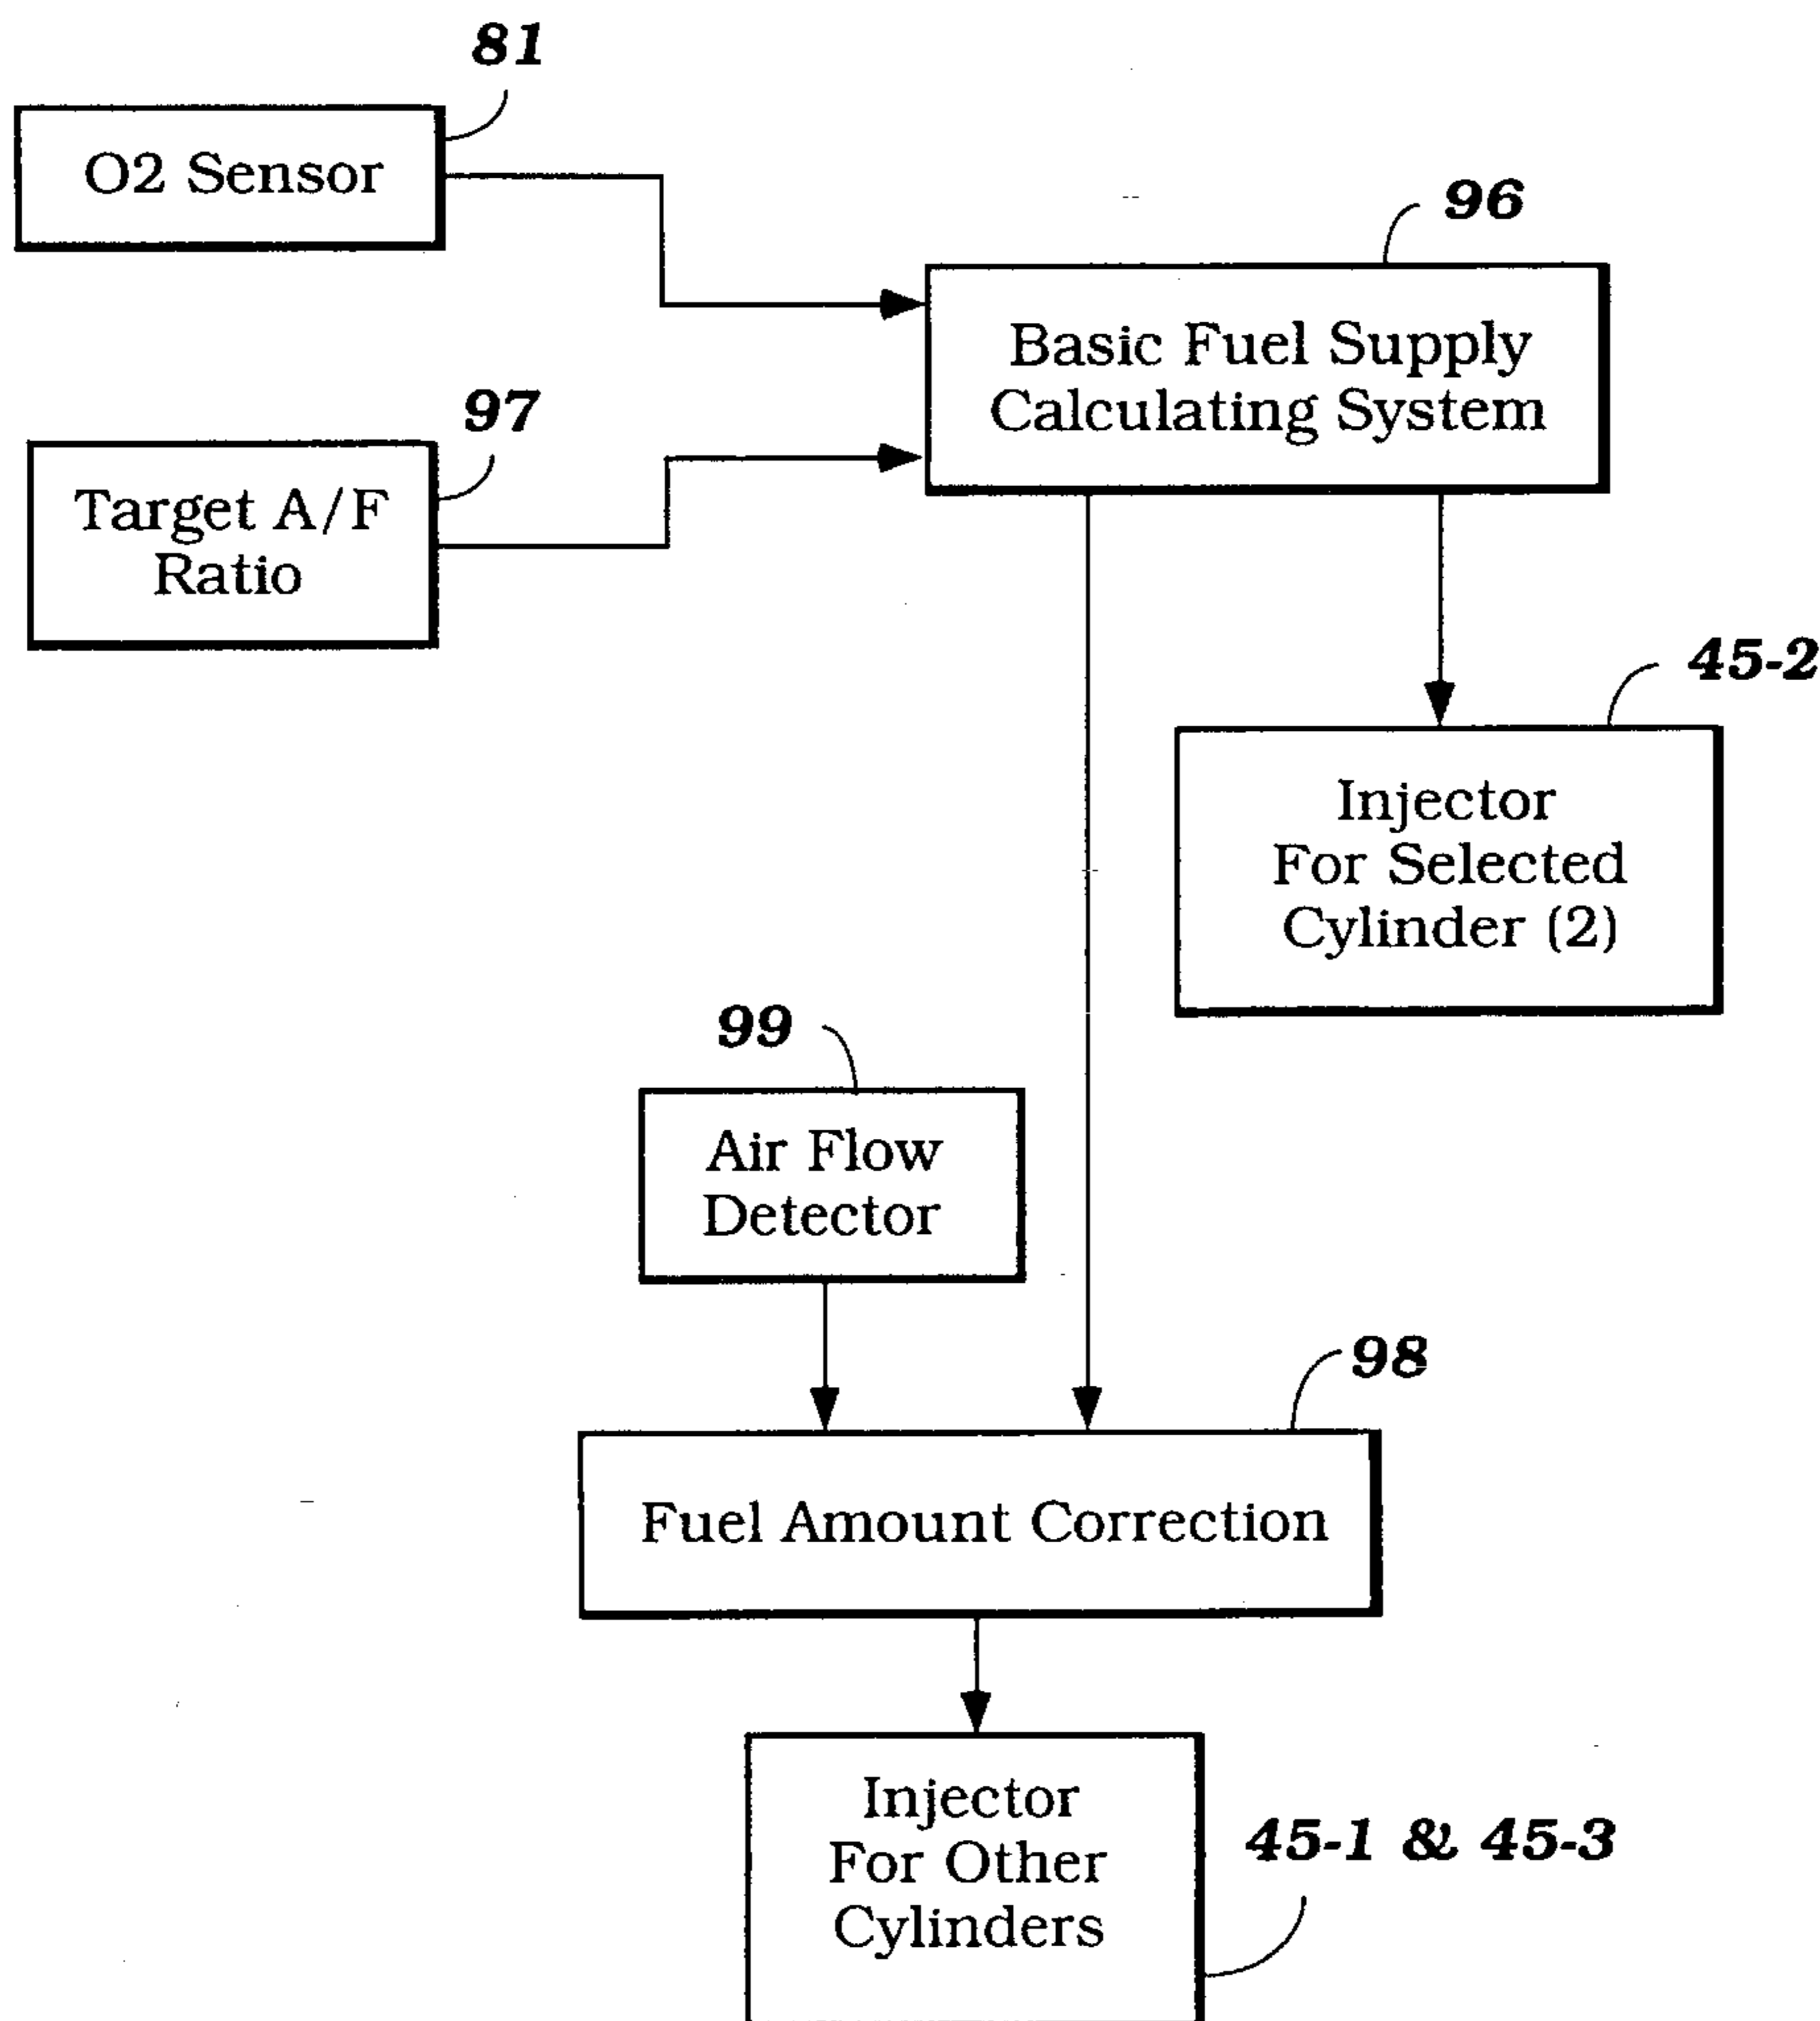 81
O2 Sensor
96
Basic Fuel Supply
Calculating System
97
Target A/F
Ratio
45-2
Injector
For Selected
Cylinder (2)
99
Air Flow
Detector
98
Fuel Amount Correction
Injector
For Other
Cylinders
45-1 & 45-3